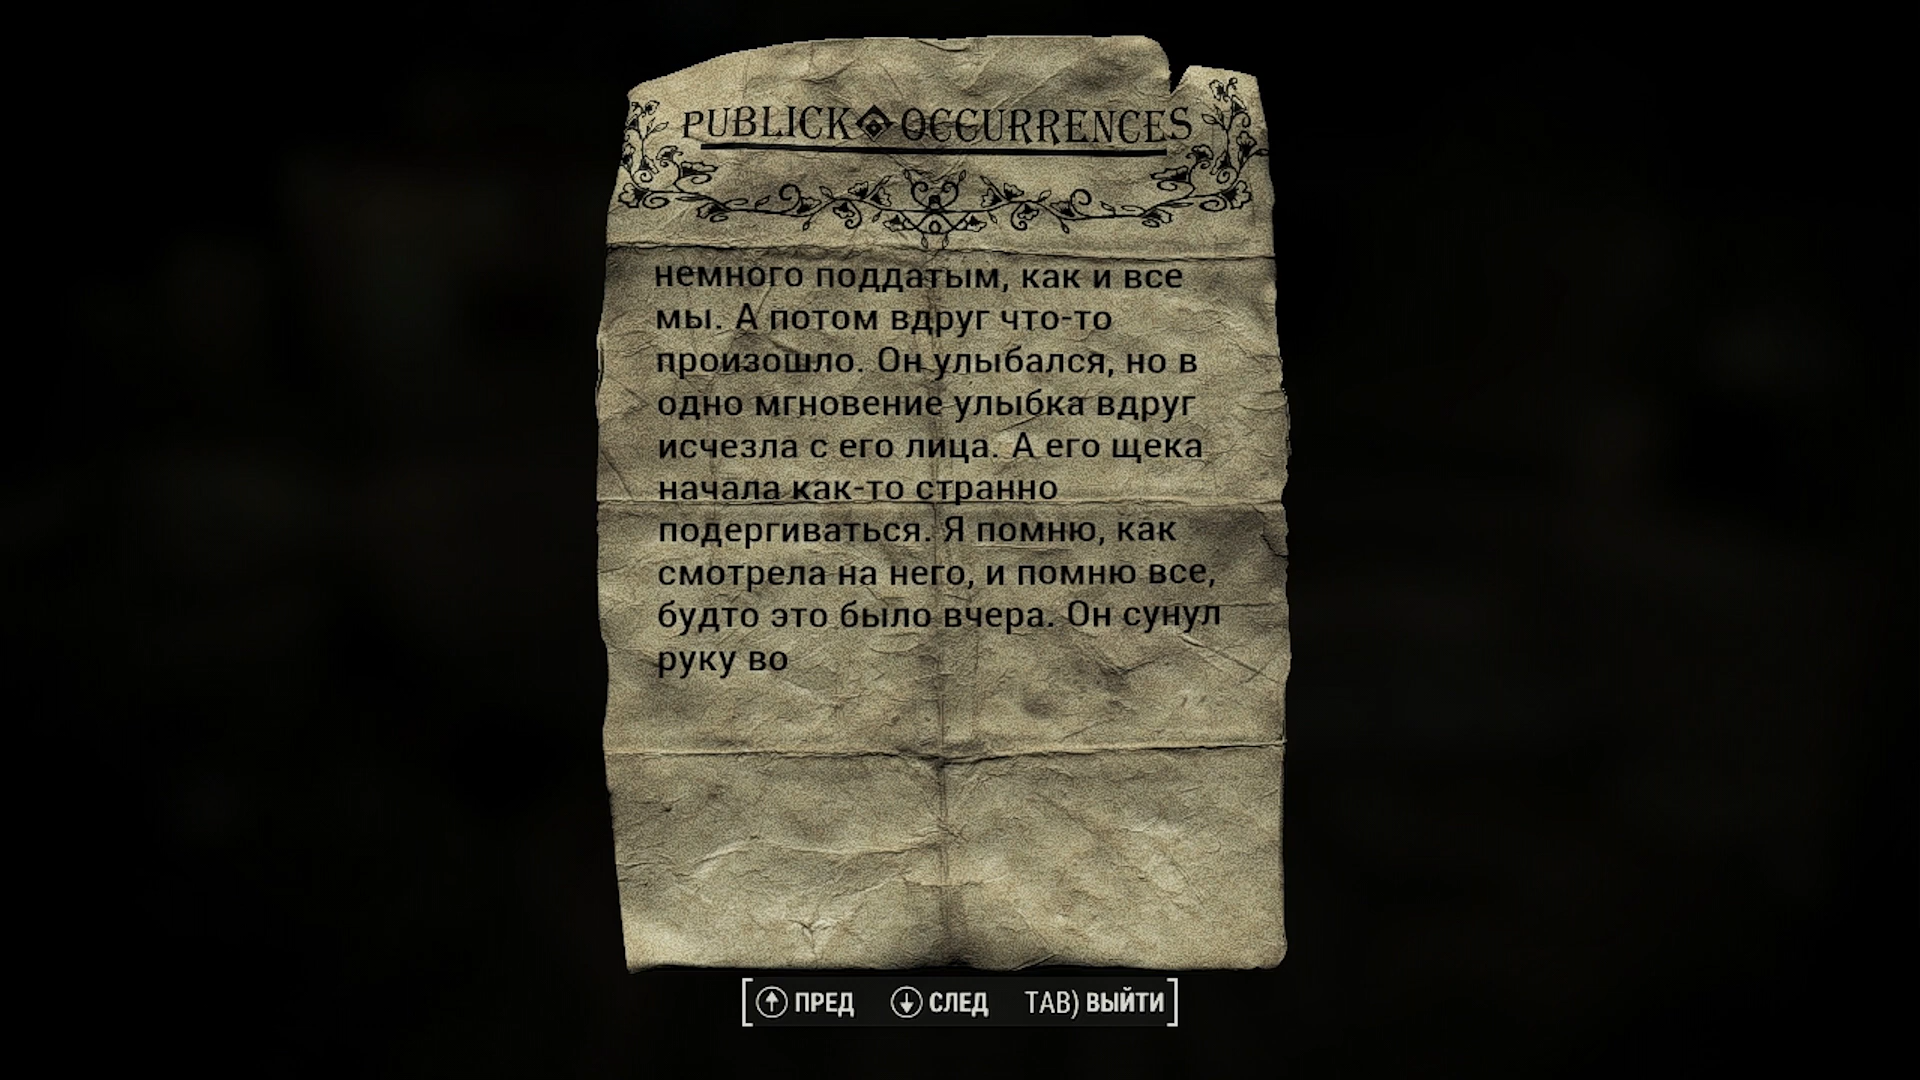 PUBLICK OCCURRENCES
немного поддатым, как и все
мы. А потом вдруг что-то
произошло. Он улыбался, но в
одно мгновение улыбка вдруг
исчезла с его лица. А его щека
начала как-то странно
подергиваться. Я помню, как
смотрела на него, и помню все,
будто это было вчера. Он сунул
руку во
ПРЕД СЛЕД TAB) ВЫЙТИ